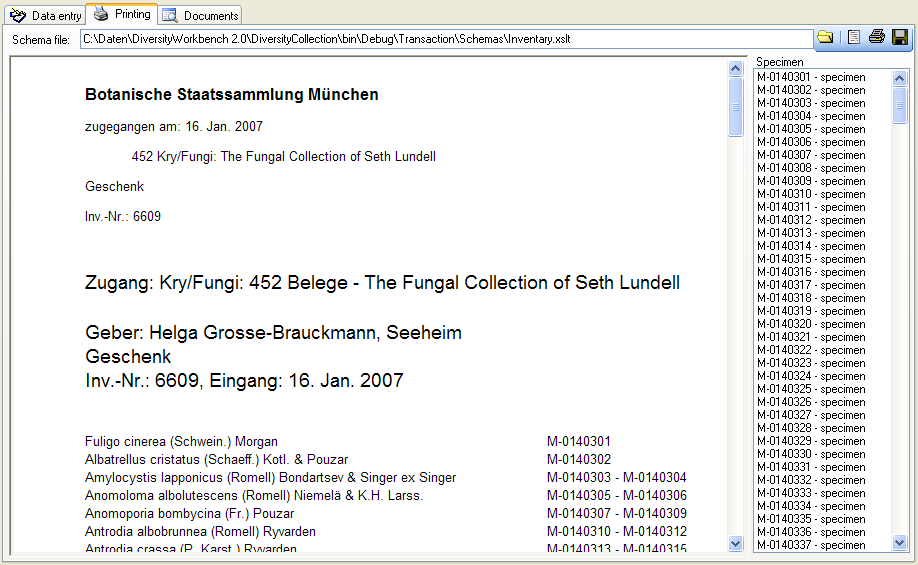 Data entry
Printing
Documents
Schema file:
C:\Daten\DiversityWorkbench 2.0\DiversityCollection\bin\Debug\Transaction\Schemas\Inventary.xslt
Botanische Staatssammlung München
zugegangen am: 16. Jan. 2007
452 Kry/Fungi: The Fungal Collection of Seth Lundell
Geschenk
Inv.-Nr.: 6609
Zugang: Kry/Fungi: 452 Belege - The Fungal Collection of Seth Lundell
Geber: Helga Grosse-Brauckmann, Seeheim
Geschenk
Inv.-Nr.: 6609, Eingang: 16. Jan. 2007
Fuligo cinerea (Schwein.) Morgan M-0140301
Albatrellus cristatus (Schaeff.) Kotl. & Pouzar M-0140302
Amylocystis lapponicus (Romell) Bondartsev & Singer ex Singer M-0140303 - M-0140304
Anomoloma albolutescens (Romell) Niemelä & K.H. Larss. M-0140305 - M-0140306
Anomoporia bombycina (Fr.) Pouzar M-0140307 - M-0140309
Antrodia albobrunnea (Romell) Ryvarden M-0140310 - M-0140312
Antrodia crassa (P. Karst.) Ryvarden M-0140313 - M-0140315
Specimen
M-0140301 - specimen
M-0140302 - specimen
M-0140303 - specimen
M-0140304 - specimen
M-0140305 - specimen
M-0140306 - specimen
M-0140307 - specimen
M-0140308 - specimen
M-0140309 - specimen
M-0140310 - specimen
M-0140311 - specimen
M-0140312 - specimen
M-0140313 - specimen
M-0140314 - specimen
M-0140315 - specimen
M-0140316 - specimen
M-0140317 - specimen
M-0140318 - specimen
M-0140319 - specimen
M-0140320 - specimen
M-0140321 - specimen
M-0140322 - specimen
M-0140323 - specimen
M-0140324 - specimen
M-0140325 - specimen
M-0140326 - specimen
M-0140327 - specimen
M-0140328 - specimen
M-0140329 - specimen
M-0140330 - specimen
M-0140331 - specimen
M-0140332 - specimen
M-0140333 - specimen
M-0140334 - specimen
M-0140335 - specimen
M-0140336 - specimen
M-0140337 - specimen